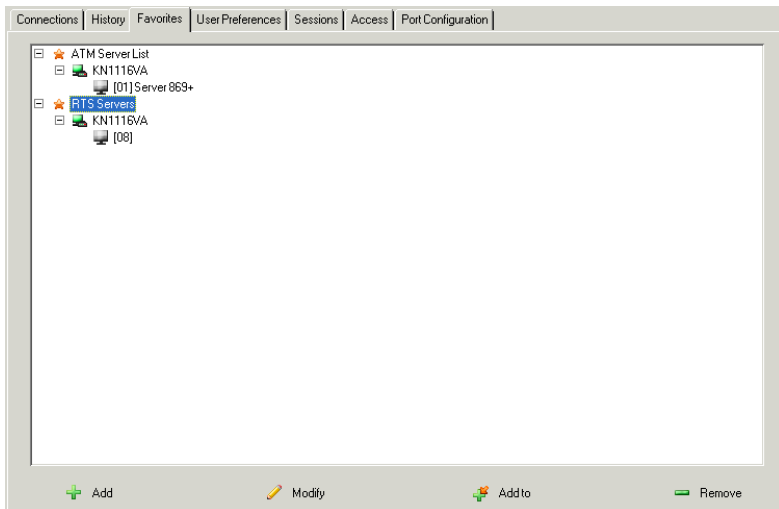 Connections History Favorites User Preferences Sessions Access Port Configuration
ATM Server List
KN1116VA
[01] Server 869+
RTS Servers
KN1116VA
[08]
Add Modify Add to Remove